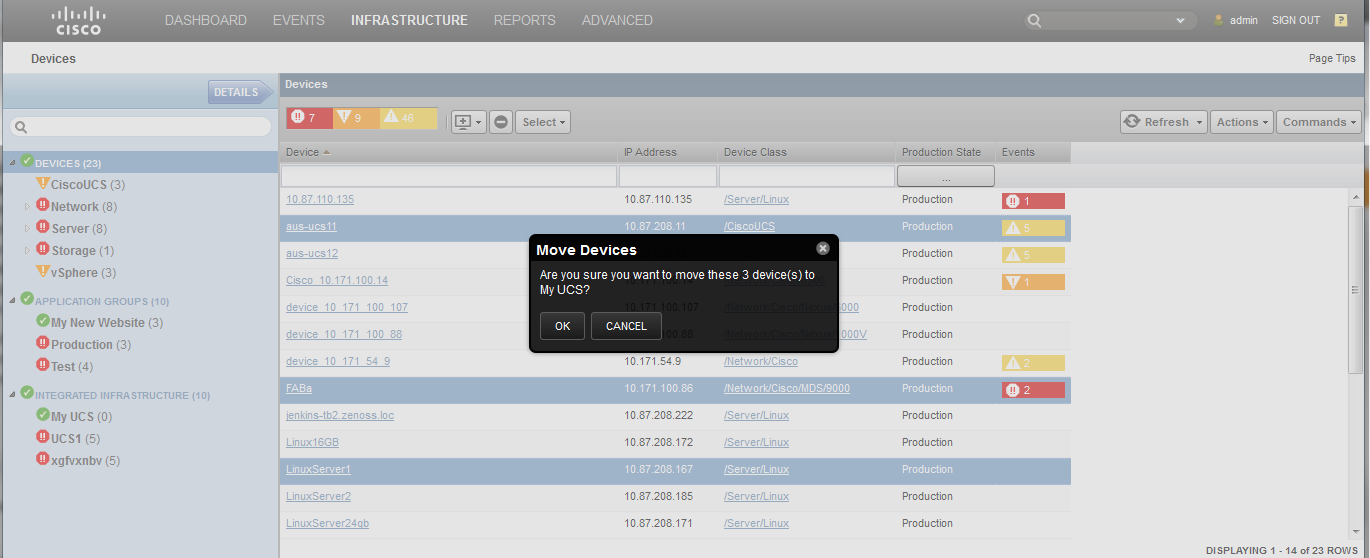 CISCO
DASHBOARD EVENTS INFRASTRUCTURE REPORTS ADVANCED
admin SIGN OUT ?
Devices
Page Tips
DETAILS
Devices
7 9 46
Select
Refresh Actions Commands
DEVICES (23)
CiscoUCS (3)
Network (8)
Server (8)
Storage (1)
vSphere (3)
APPLICATION GROUPS (10)
My New Website (3)
Production (3)
Test (4)
INTEGRATED INFRASTRUCTURE (10)
My UCS (0)
UCS1 (5)
xgfvxnbv (5)
Device IP Address Device Class Production State Events
...
10.87.110.135 10.87.110.135 /Server/Linux Production 1
aus-ucs11 10.87.208.11 /CiscoUCS Production 5
aus-ucs12 Production 5
Cisco_10.171.100.14 Production 1
device_10_171_100_107 10.171.100.107 Production
device_10_171_100_88 Production
device_10_171_54_9 10.171.54.9 /Network/Cisco Production 2
FABa 10.171.100.86 /Network/Cisco/MDS/9000 Production 2
jenkins-tb2.zenoss.loc 10.87.208.222 /Server/Linux Production
Linux16GB 10.87.208.172 /Server/Linux Production
LinuxServer1 10.87.208.167 /Server/Linux Production
LinuxServer2 10.87.208.185 /Server/Linux Production
LinuxServer24gb 10.87.208.171 /Server/Linux Production
Move Devices
Are you sure you want to move these 3 device(s) to
My UCS?
OK CANCEL
DISPLAYING 1 - 14 of 23 ROWS